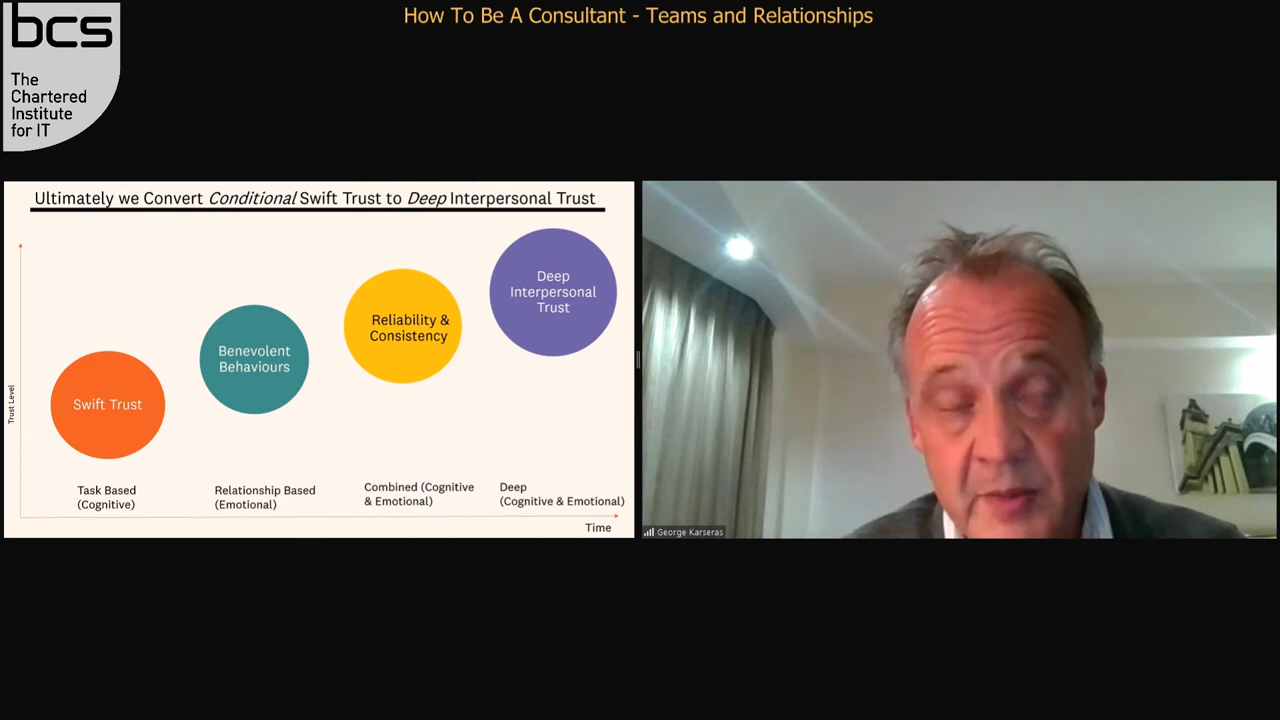 How To Be A Consultant - Teams and Relationships
bcs
The
Chartered
Institute
for IT
Ultimately we Convert Conditional Swift Trust to Deep Interpersonal Trust
Trust Level
Swift Trust
Benevolent
Behaviours
Reliability &
Consistency
Deep
Interpersonal
Trust
Task Based
(Cognitive)
Relationship Based
(Emotional)
Combined (Cognitive
& Emotional)
Deep
(Cognitive & Emotional)
Time
George Karseras